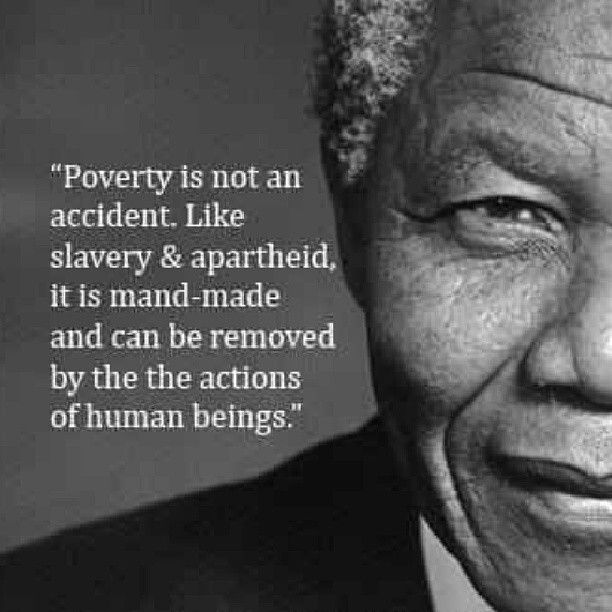 “Poverty is not an
accident. Like
slavery & apartheid,
it is mand-made
and can be removed
by the the actions
of human beings.”